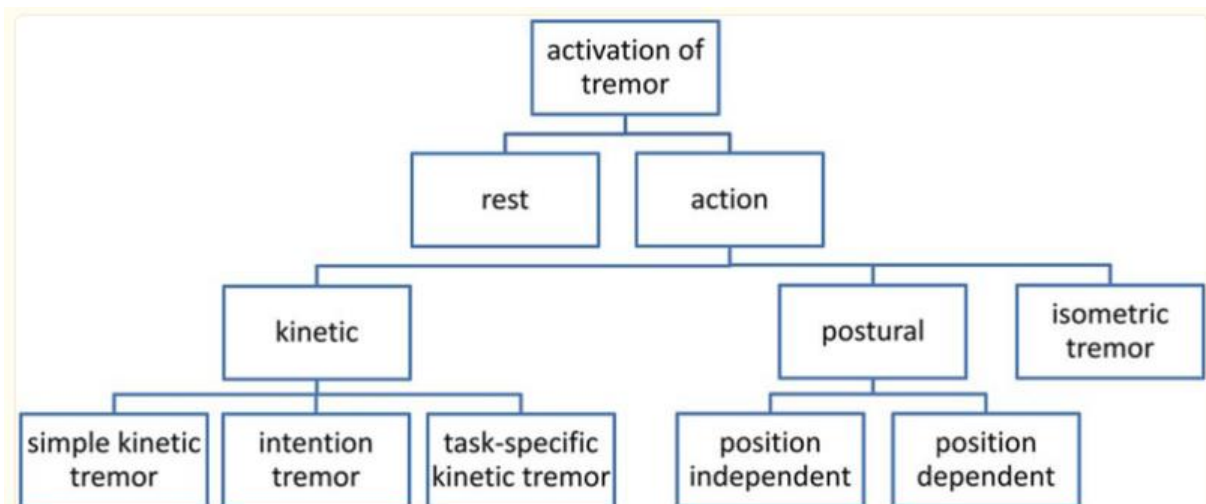 activation of
tremor
rest
action
kinetic
postural
isometric
tremor
simple kinetic
tremor
intention
tremor
task-specific
kinetic tremor
position
independent
position
dependent